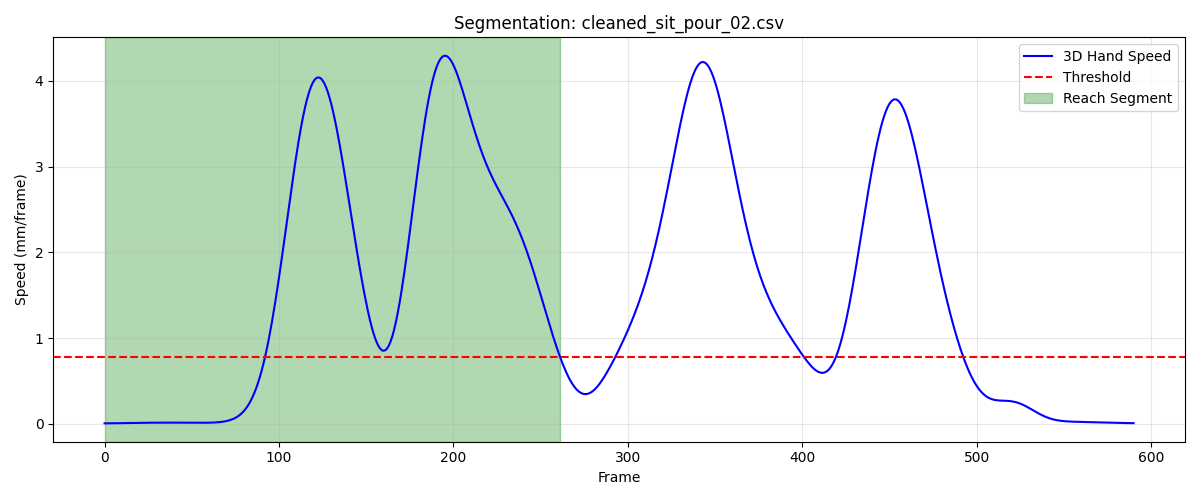 Segmentation: cleaned_sit_pour_02.csv
3D Hand Speed
Threshold
Reach Segment
Speed (mm/frame)
4
3
2
1
0
0 100 200 300 400 500 600
Frame